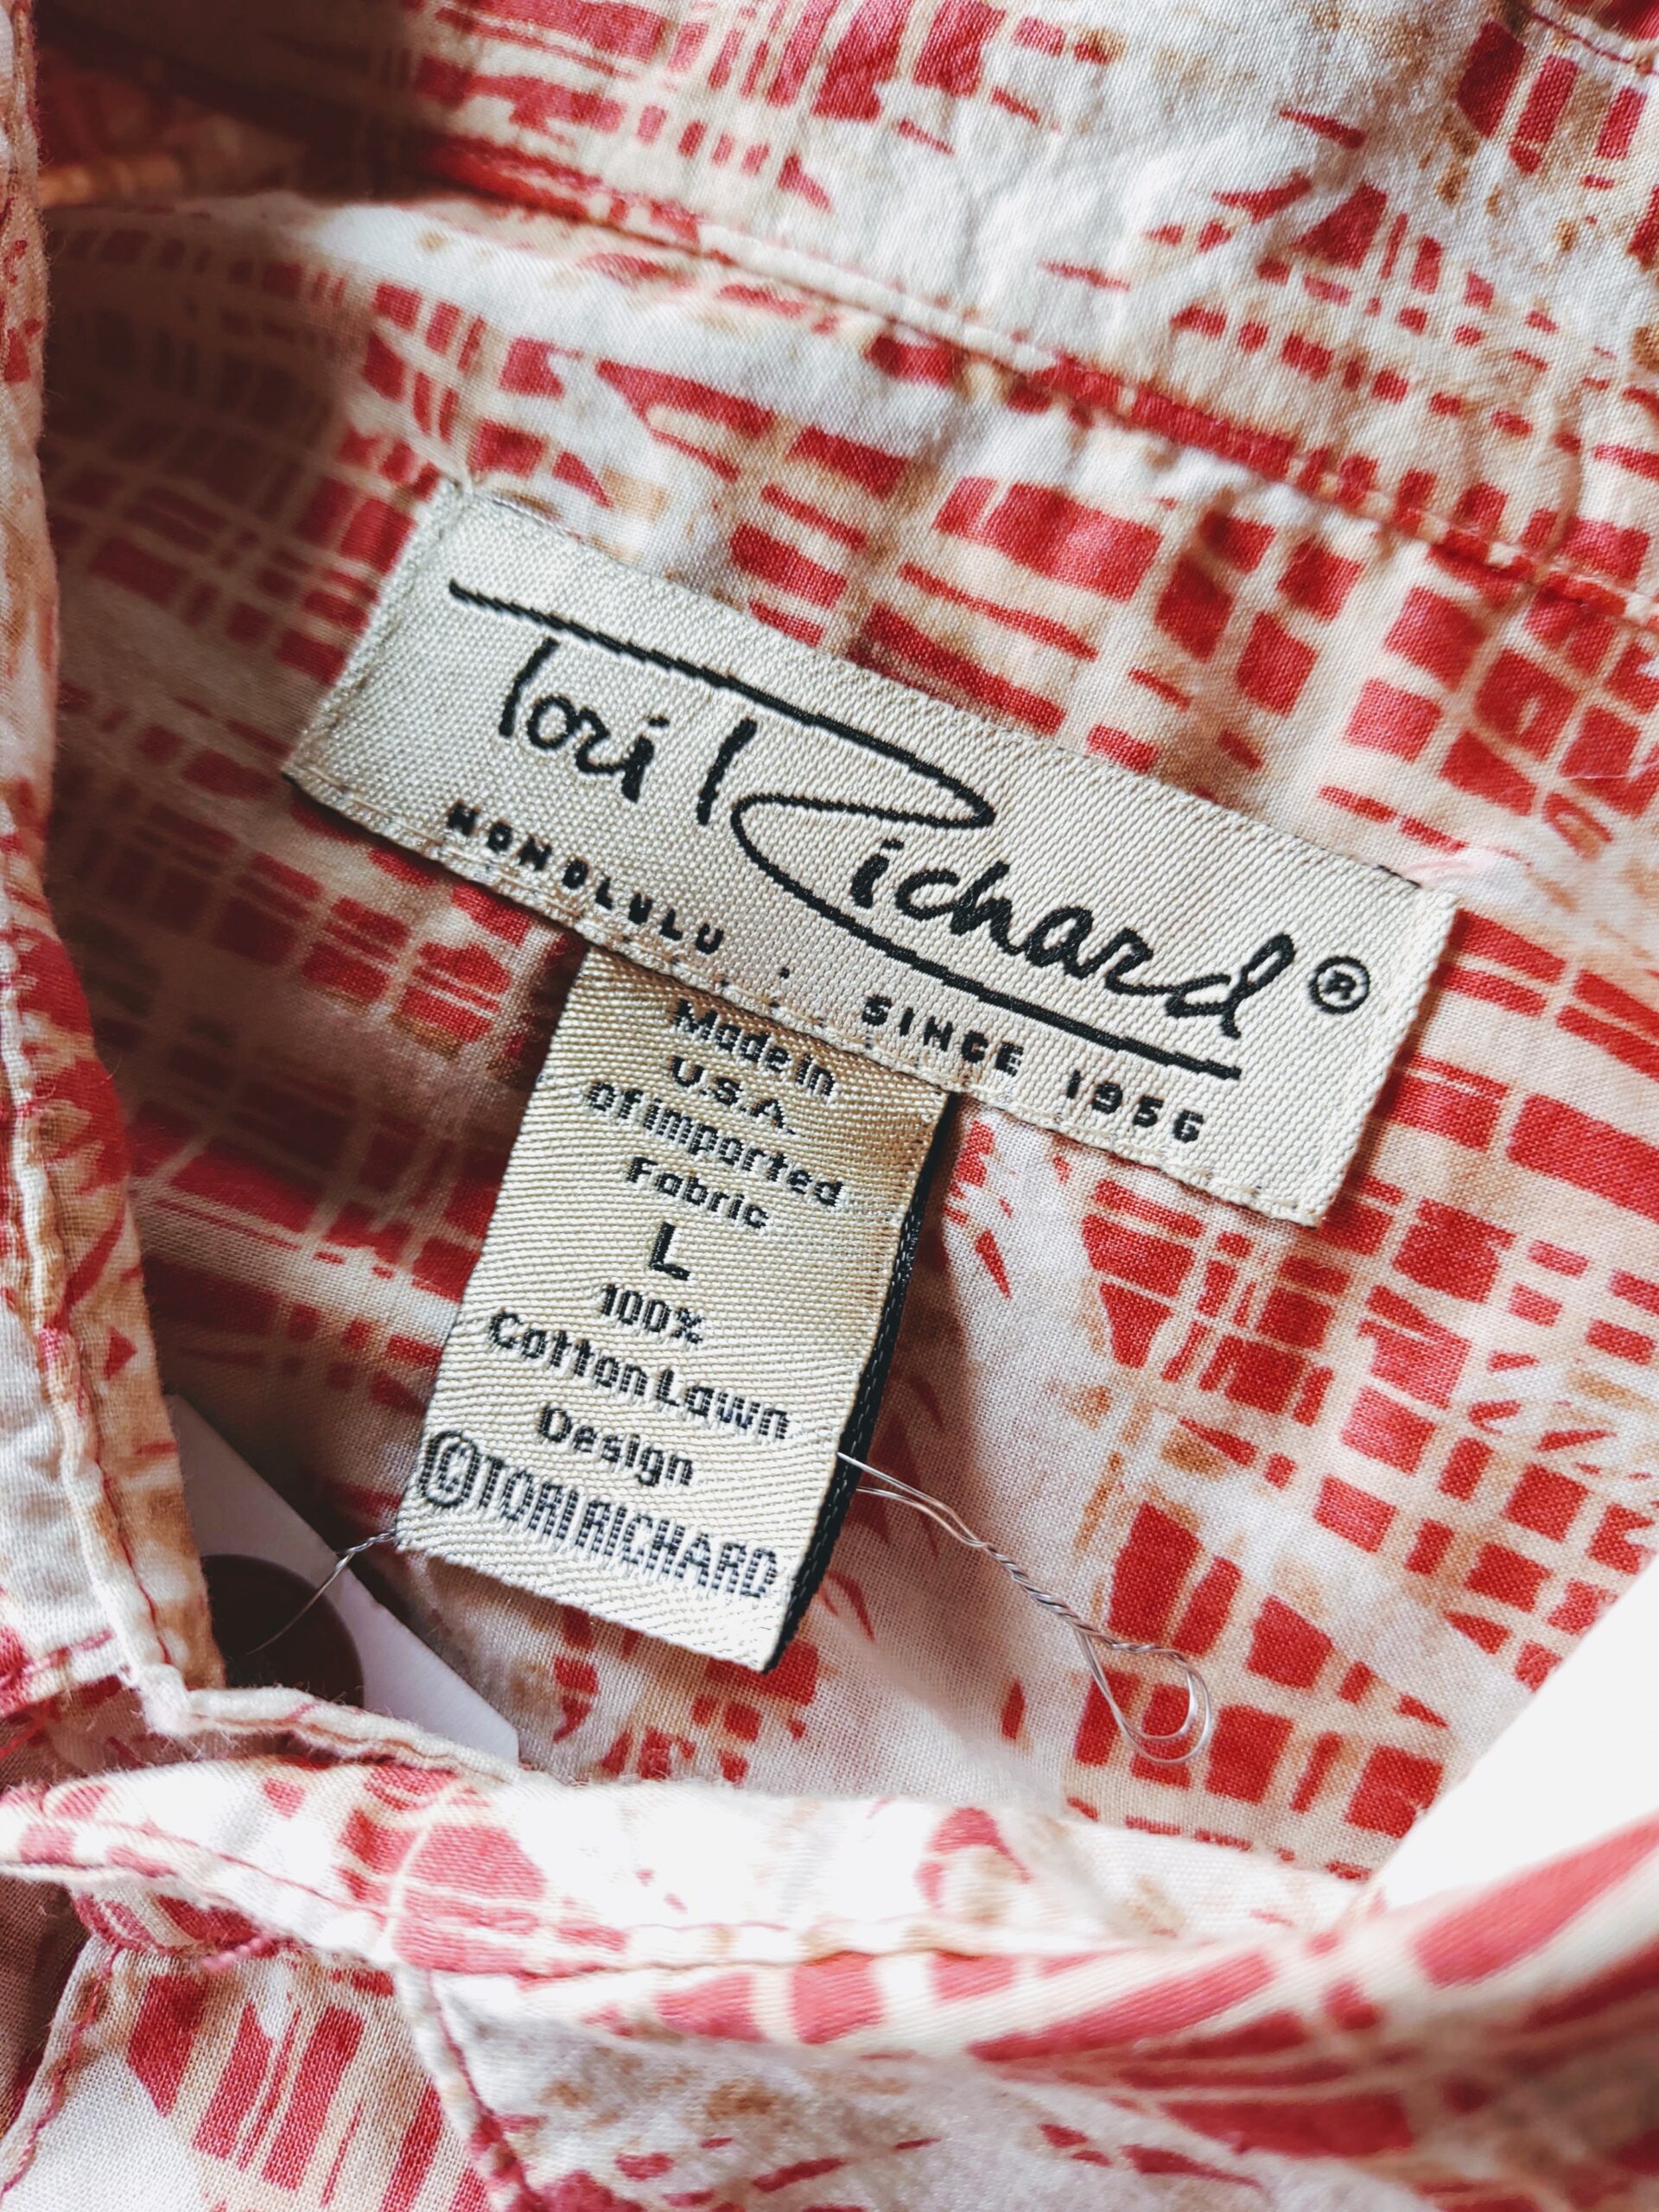 Tori Richard®
HONOLULU . SINCE 1956
Made in
U.S.A.
of imported
Fabric
L
100%
Cotton Lawn
Design
©TORI RICHARD